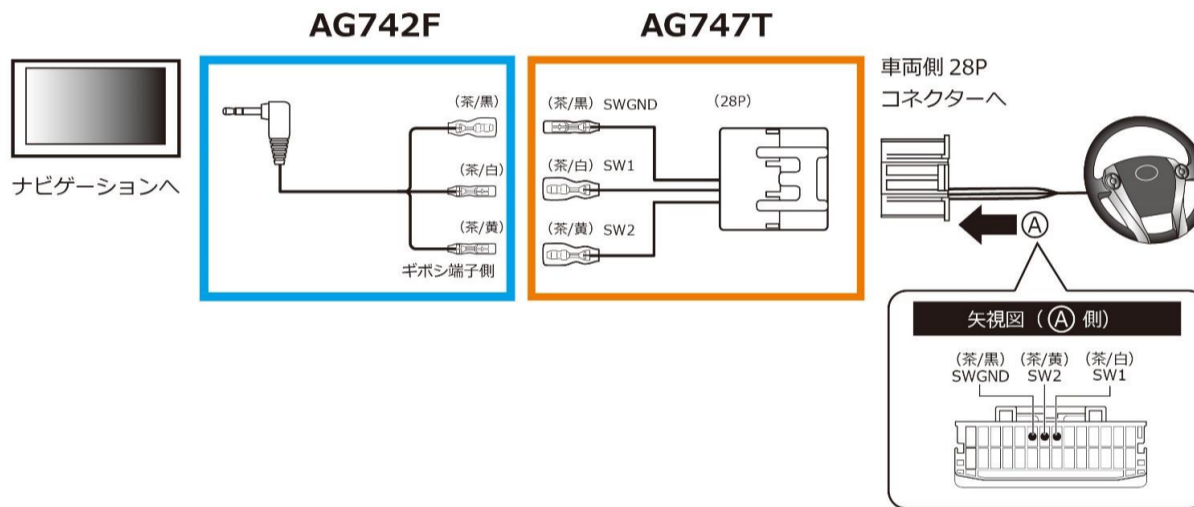 AG742F
AG747T
ナビゲーションへ
(茶/黒)
(茶/白)
(茶/黄)
ギボシ端子側
(茶/黒) SWGND
(茶/白) SW1
(茶/黄) SW2
(28P)
車両側 28P
コネクターへ
Ⓐ
矢視図(Ⓐ 側)
(茶/黒) (茶/黄) (茶/白)
SWGND SW2 SW1